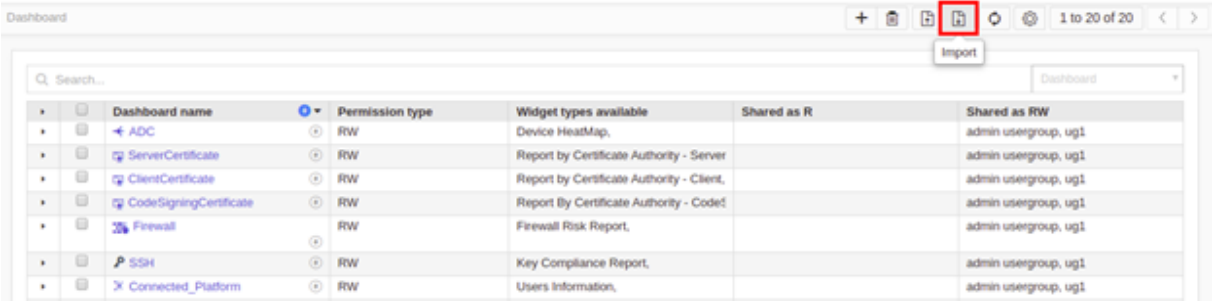 Dashboard
1 to 20 of 20
Import
Search...
Dashboard
Dashboard name Permission type Widget types available Shared as R Shared as RW
ADC RW Device HeatMap, admin usergroup, ug1
ServerCertificate RW Report by Certificate Authority - Server admin usergroup, ug1
ClientCertificate RW Report by Certificate Authority - Client, admin usergroup, ug1
CodeSigningCertificate RW Report By Certificate Authority - CodeS admin usergroup, ug1
Firewall RW Firewall Risk Report, admin usergroup, ug1
SSH RW Key Compliance Report, admin usergroup, ug1
Connected_Platform RW Users Information, admin usergroup, ug1